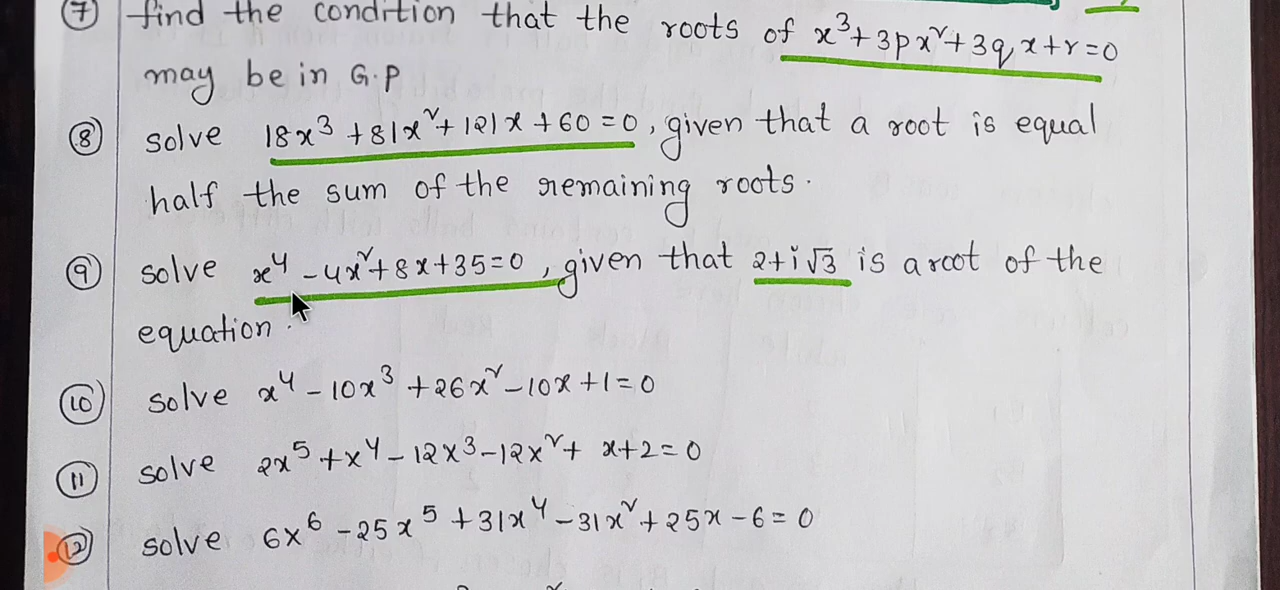 ⑦ find the condition that the roots of x³+3px²+3qx+r=0
may be in G.P
⑧ solve 18x³+81x²+121x+60=0, given that a root is equal
half the sum of the remaining roots.
⑨ solve x⁴-4x²+8x+35=0, given that 2+i√3 is a root of the
equation.
⑩ solve x⁴-10x³+26x²-10x+1=0
⑪ solve 2x⁵+x⁴-12x³-12x²+x+2=0
⑫ solve 6x⁶-25x⁵+31x⁴-31x²+25x-6=0